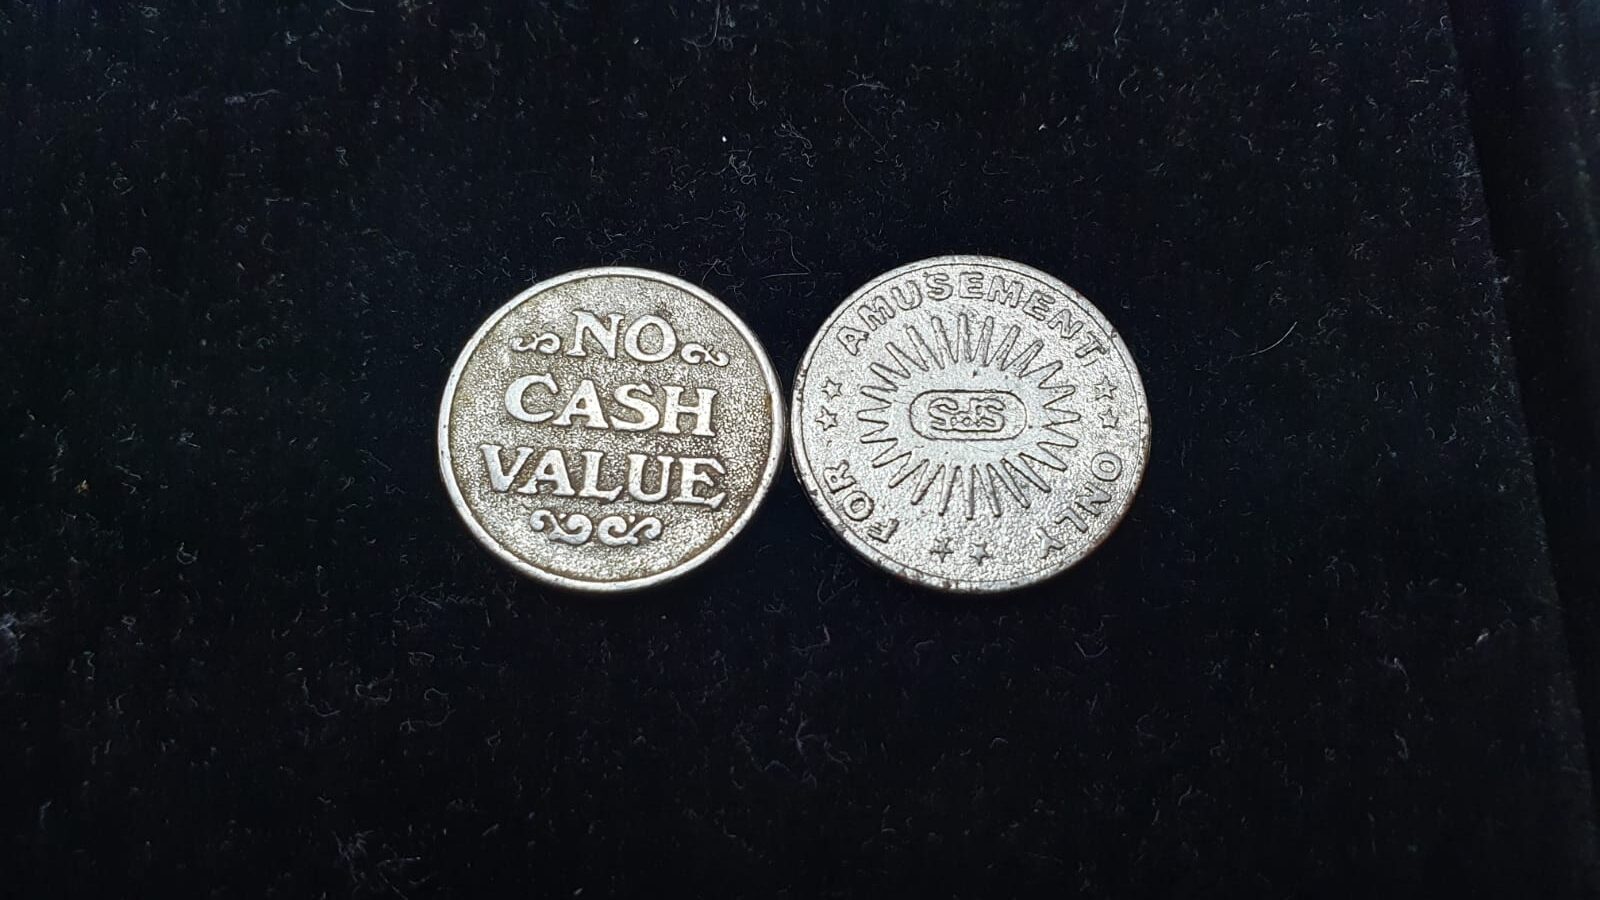 NO
CASH
VALUE
FOR AMUSEMENT ONLY